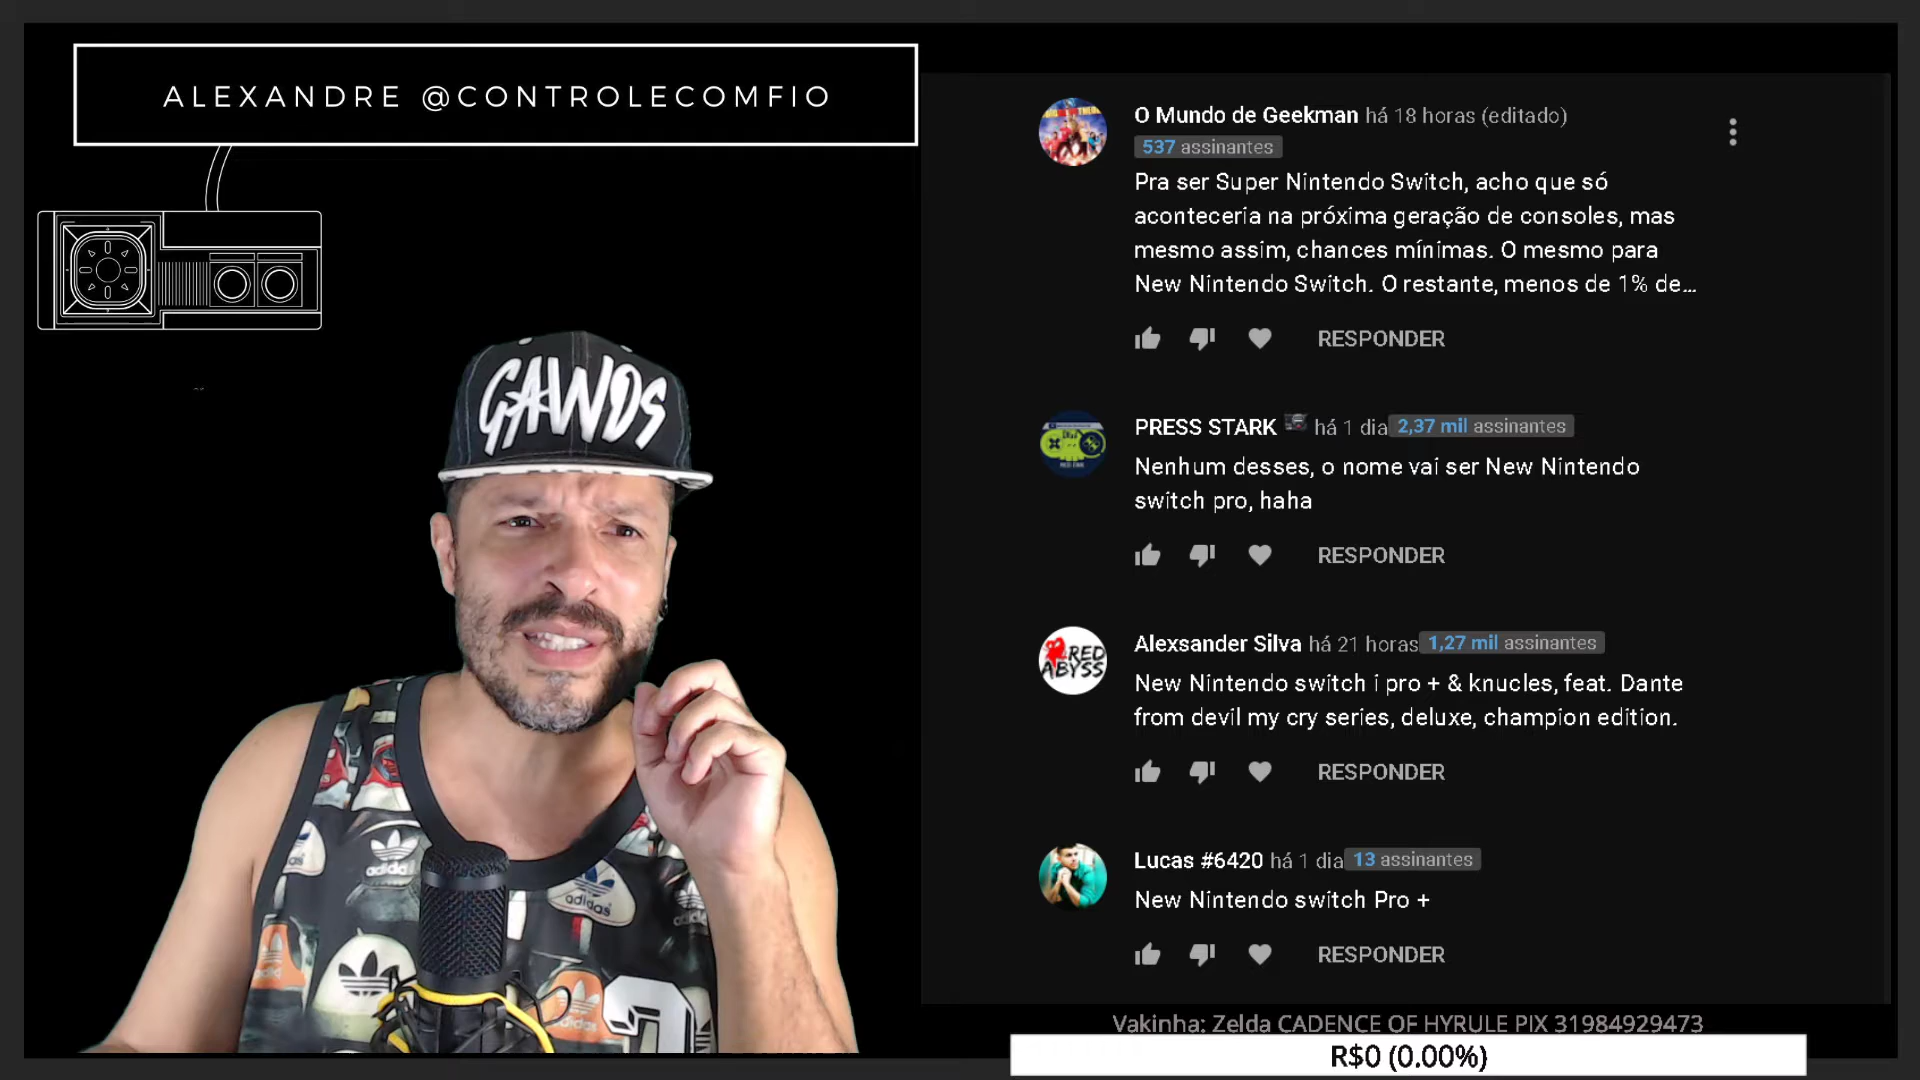 ALEXANDRE @CONTROLECOMFIO
GAWDS
adidas
adidas
adidas
O Mundo de Geekman há 18 horas (editado)
537 assinantes
Pra ser Super Nintendo Switch, acho que só
aconteceria na próxima geração de consoles, mas
mesmo assim, chances mínimas. O mesmo para
New Nintendo Switch. O restante, menos de 1% de...
RESPONDER
PRESS STARK há 1 dia 2,37 mil assinantes
Nenhum desses, o nome vai ser New Nintendo
switch pro, haha
RESPONDER
RED
ABYSS
Alexsander Silva há 21 horas 1,27 mil assinantes
New Nintendo switch i pro + & knucles, feat. Dante
from devil my cry series, deluxe, champion edition.
RESPONDER
Lucas #6420 há 1 dia 13 assinantes
New Nintendo switch Pro +
RESPONDER
Vakinha: Zelda CADENCE OF HYRULE PIX 31984929473
R$0 (0.00%)